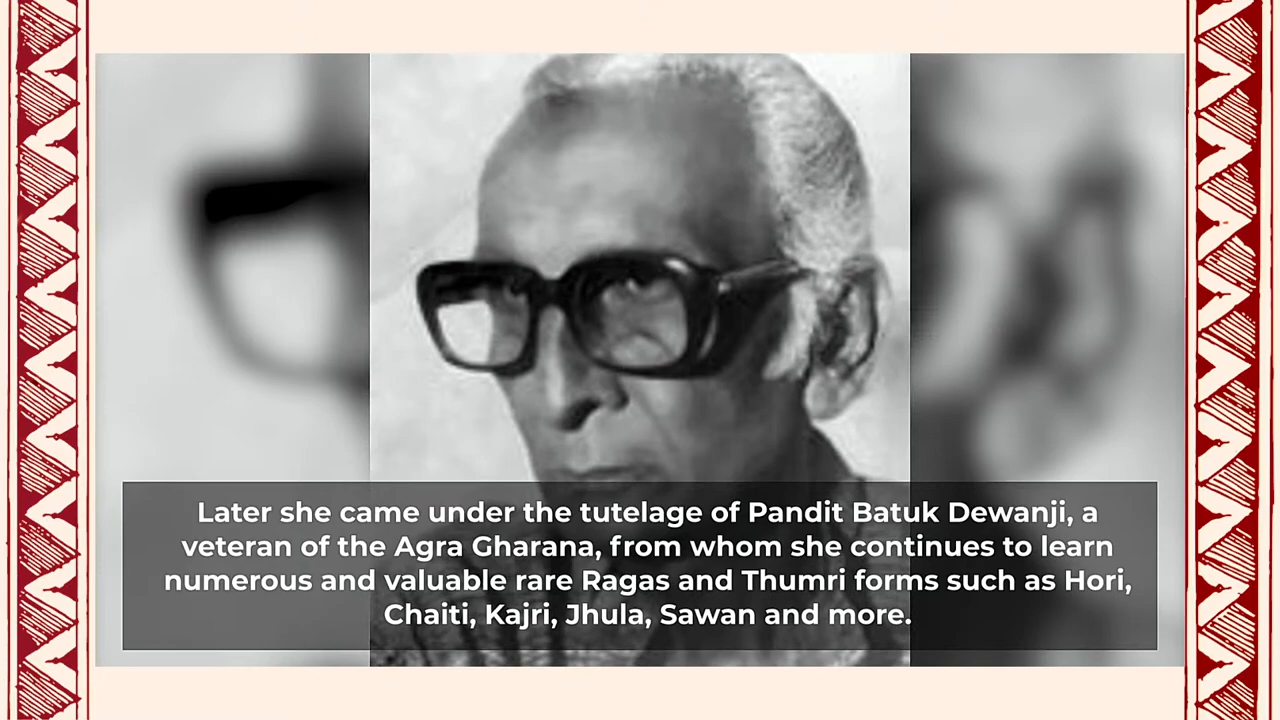 Later she came under the tutelage of Pandit Batuk Dewanji, a
veteran of the Agra Gharana, from whom she continues to learn
numerous and valuable rare Ragas and Thumri forms such as Hori,
Chaiti, Kajri, Jhula, Sawan and more.